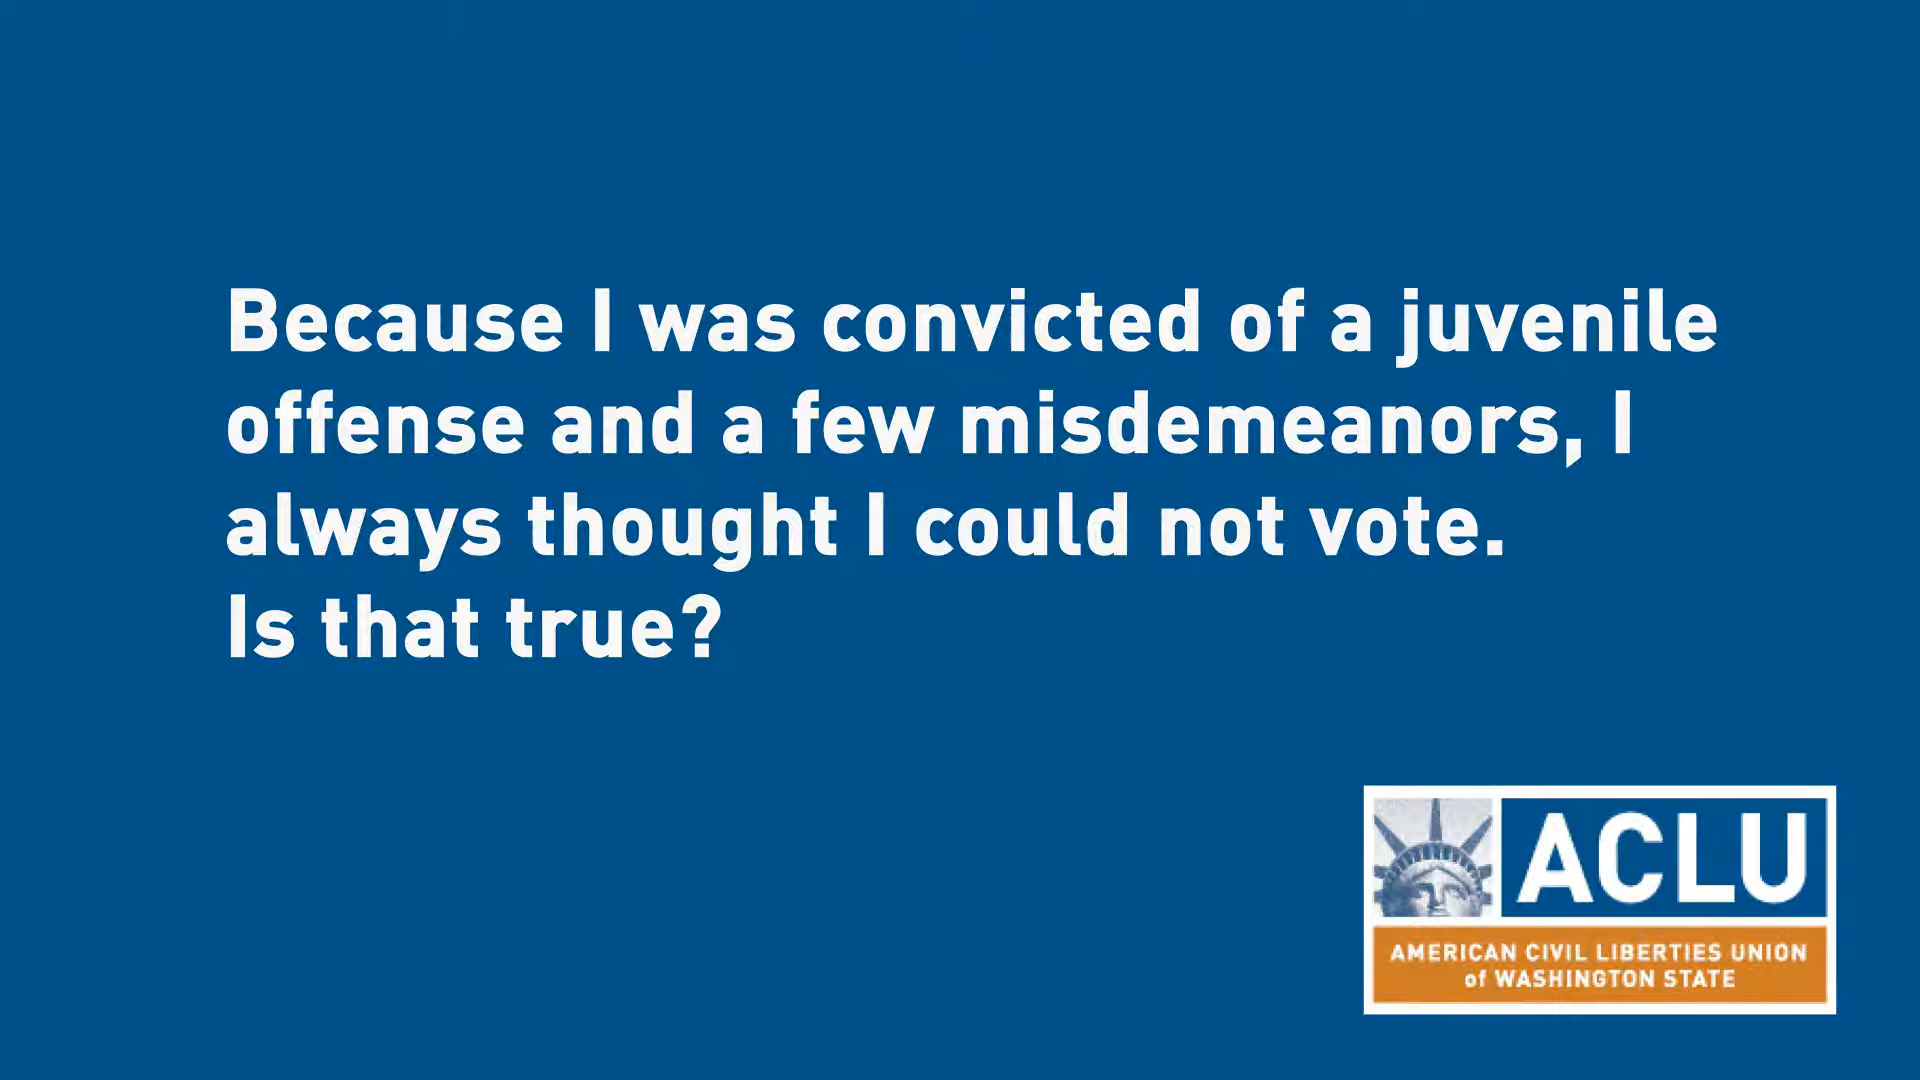 Because I was convicted of a juvenile
offense and a few misdemeanors, I
always thought I could not vote.
Is that true?
ACLU
AMERICAN CIVIL LIBERTIES UNION
of WASHINGTON STATE